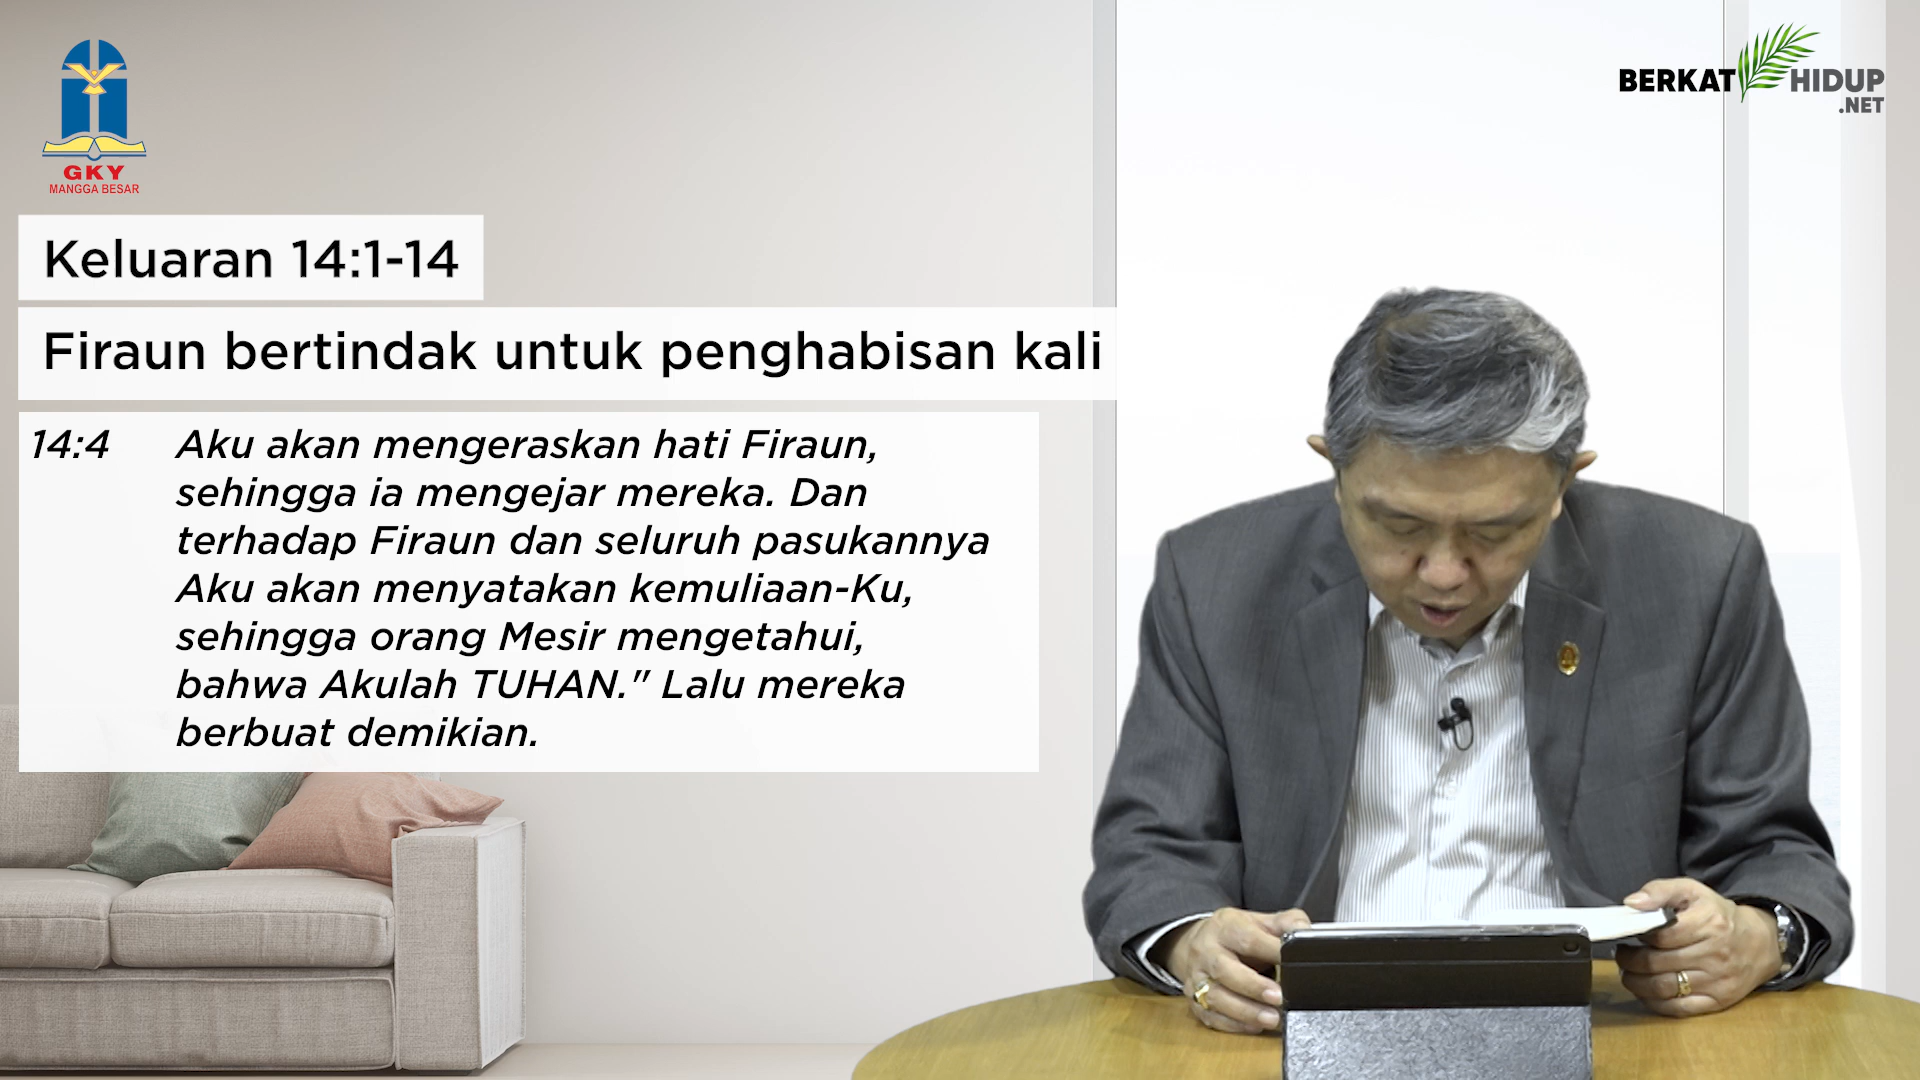 GKY
MANGGA BESAR
BERKAT HIDUP
.NET
Keluaran 14:1-14
Firaun bertindak untuk penghabisan kali
14:4 Aku akan mengeraskan hati Firaun,
sehingga ia mengejar mereka. Dan
terhadap Firaun dan seluruh pasukannya
Aku akan menyatakan kemuliaan-Ku,
sehingga orang Mesir mengetahui,
bahwa Akulah TUHAN." Lalu mereka
berbuat demikian.